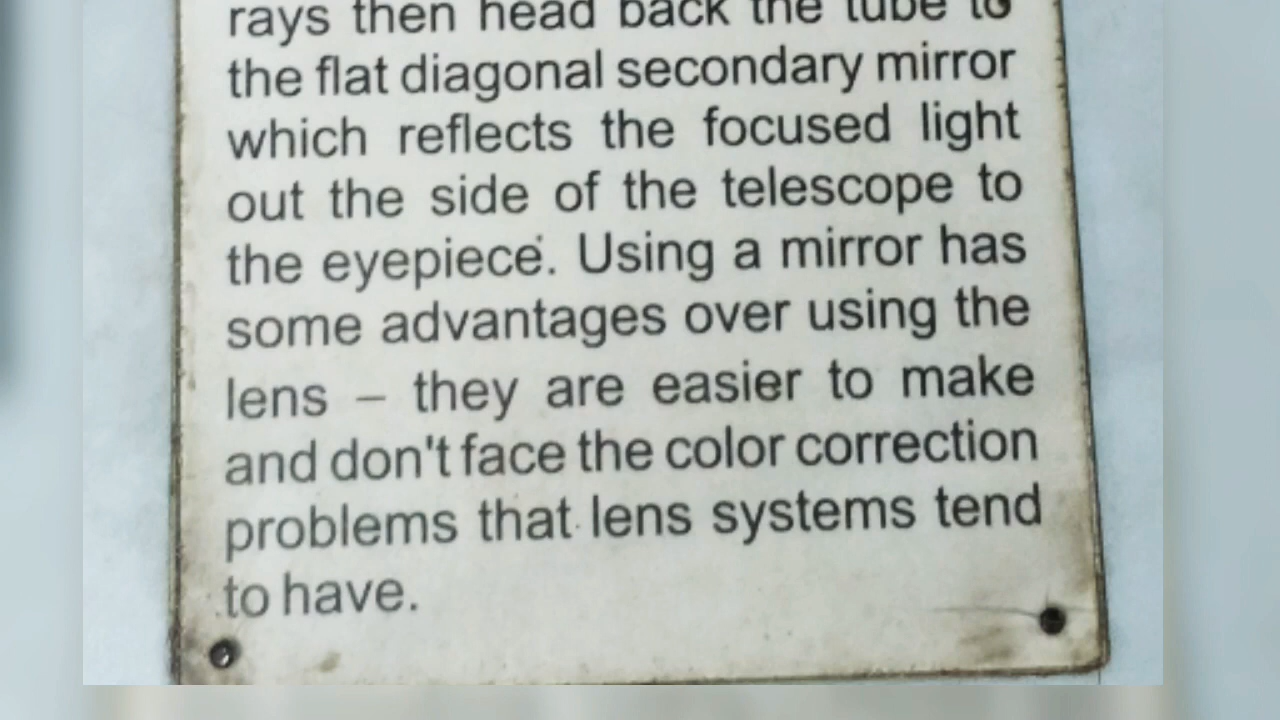 rays then head back the tube to
the flat diagonal secondary mirror
which reflects the focused light
out the side of the telescope to
the eyepiece. Using a mirror has
some advantages over using the
lens – they are easier to make
and don't face the color correction
problems that lens systems tend
to have.